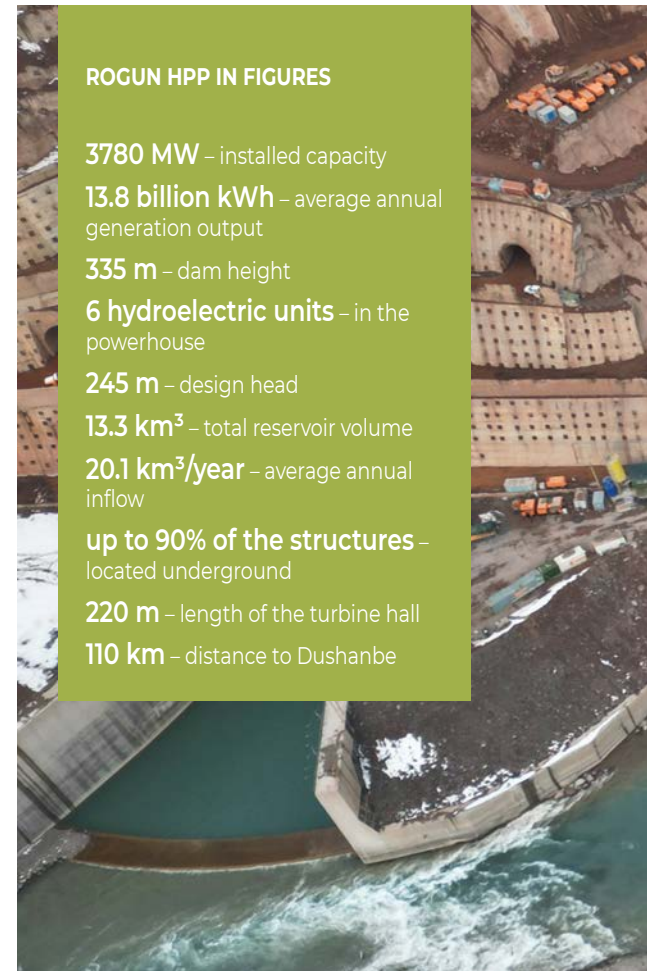 ROGUN HPP IN FIGURES
3780 MW – installed capacity
13.8 billion kWh – average annual
generation output
335 m – dam height
6 hydroelectric units – in the
powerhouse
245 m – design head
13.3 km³ – total reservoir volume
20.1 km³/year – average annual
inflow
up to 90% of the structures –
located underground
220 m – length of the turbine hall
110 km – distance to Dushanbe